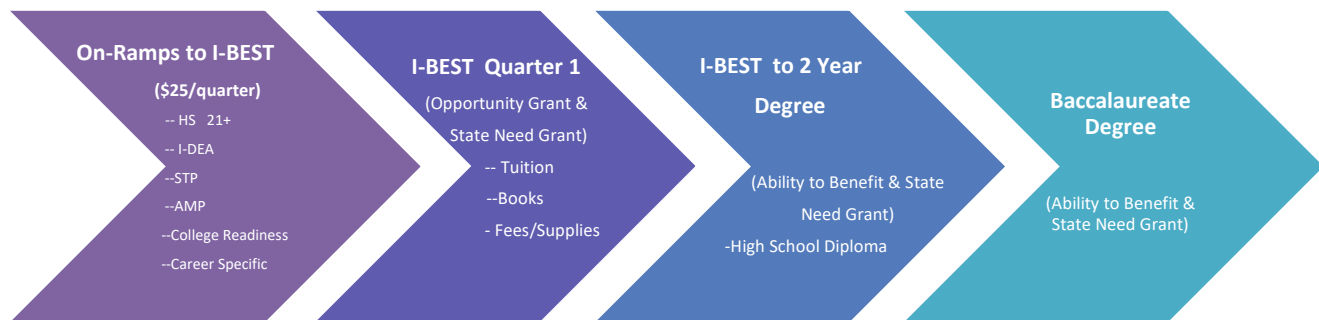 On-Ramps to I-BEST
($25/quarter)
-- HS 21+
-- I-DEA
--STP
--AMP
--College Readiness
--Career Specific
I-BEST Quarter 1
(Opportunity Grant &
State Need Grant)
-- Tuition
--Books
- Fees/Supplies
I-BEST to 2 Year
Degree
(Ability to Benefit & State
Need Grant)
-High School Diploma
Baccalaureate
Degree
(Ability to Benefit &
State Need Grant)